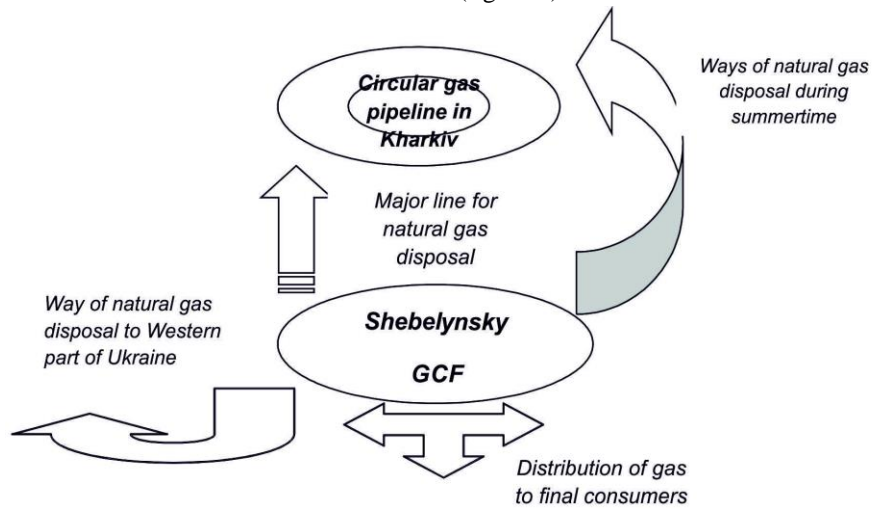 Circular gas
pipeline in
Kharkiv
Ways of natural gas
disposal during
summertime
Major line for
natural gas
disposal
Way of natural gas
disposal to Western
part of Ukraine
Shebelynsky
GCF
Distribution of gas
to final consumers